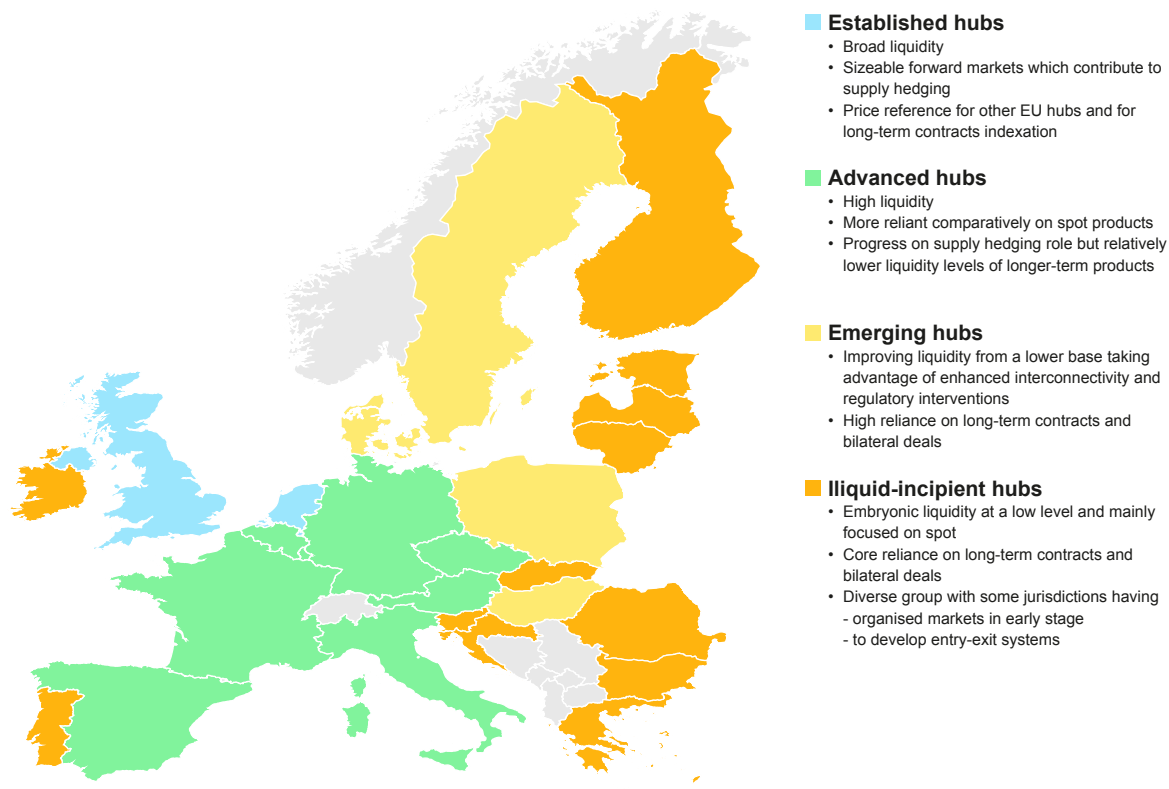 Established hubs
• Broad liquidity
• Sizeable forward markets which contribute to
supply hedging
• Price reference for other EU hubs and for
long-term contracts indexation
Advanced hubs
• High liquidity
• More reliant comparatively on spot products
• Progress on supply hedging role but relatively
lower liquidity levels of longer-term products
Emerging hubs
• Improving liquidity from a lower base taking
advantage of enhanced interconnectivity and
regulatory interventions
• High reliance on long-term contracts and
bilateral deals
Iliquid-incipient hubs
• Embryonic liquidity at a low level and mainly
focused on spot
• Core reliance on long-term contracts and
bilateral deals
• Diverse group with some jurisdictions having
- organised markets in early stage
- to develop entry-exit systems